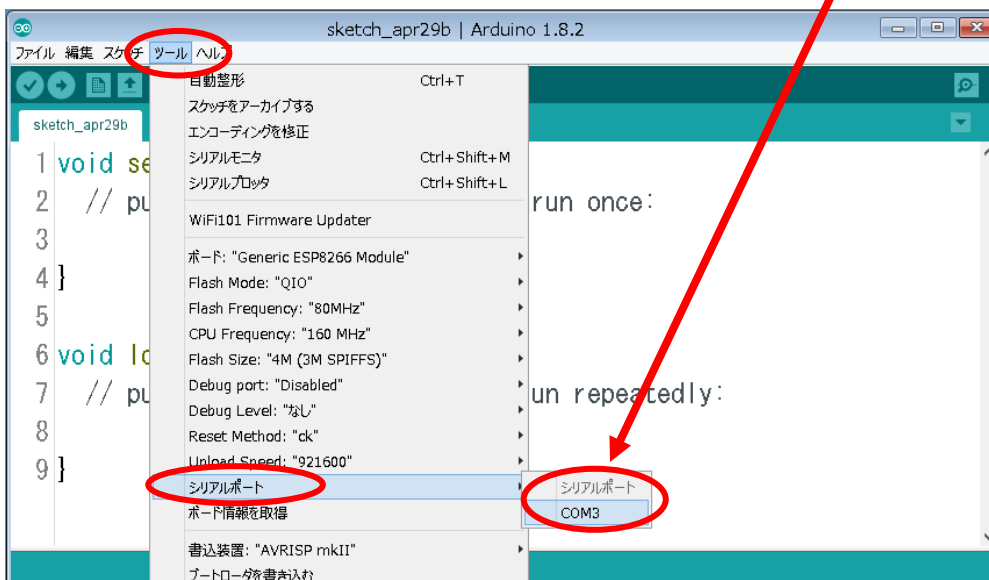 sketch_apr29b | Arduino 1.8.2
ファイル 編集 スケッチ ツール ヘルプ
sketch_apr29b
自動整形 Ctrl+T
スケッチをアーカイブする
エンコーディングを修正
シリアルモニタ Ctrl+Shift+M
シリアルプロッタ Ctrl+Shift+L
WiFi101 Firmware Updater
ボード: "Generic ESP8266 Module"
Flash Mode: "QIO"
Flash Frequency: "80MHz"
CPU Frequency: "160 MHz"
Flash Size: "4M (3M SPIFFS)"
Debug port: "Disabled"
Debug Level: "なし"
Reset Method: "ck"
Upload Speed: "921600"
シリアルポート
ボード情報を取得
書込装置: "AVRISP mkII"
ブートローダを書き込む
シリアルポート
COM3
1 void se
2 // pu run once:
3
4 }
5
6 void lo
7 // pu un repeatedly:
8
9 }